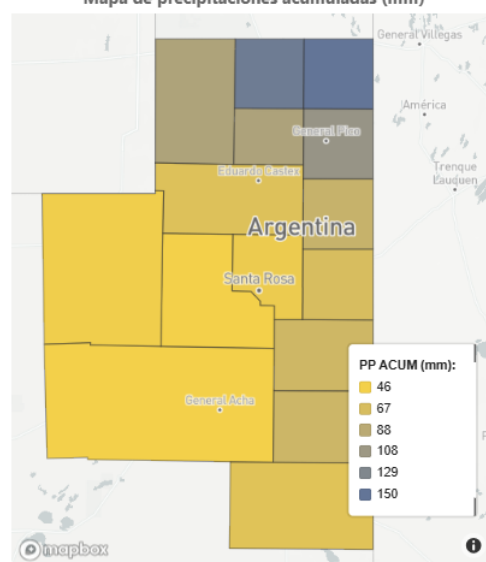 Mapa de precipitaciones acumuladas (mm)
General Villegas
América
General Pico
Trenque
Lauquen
Eduardo Castex
Argentina
Santa Rosa
PP ACUM (mm):
46
67
88
108
129
150
General Acha
mapbox